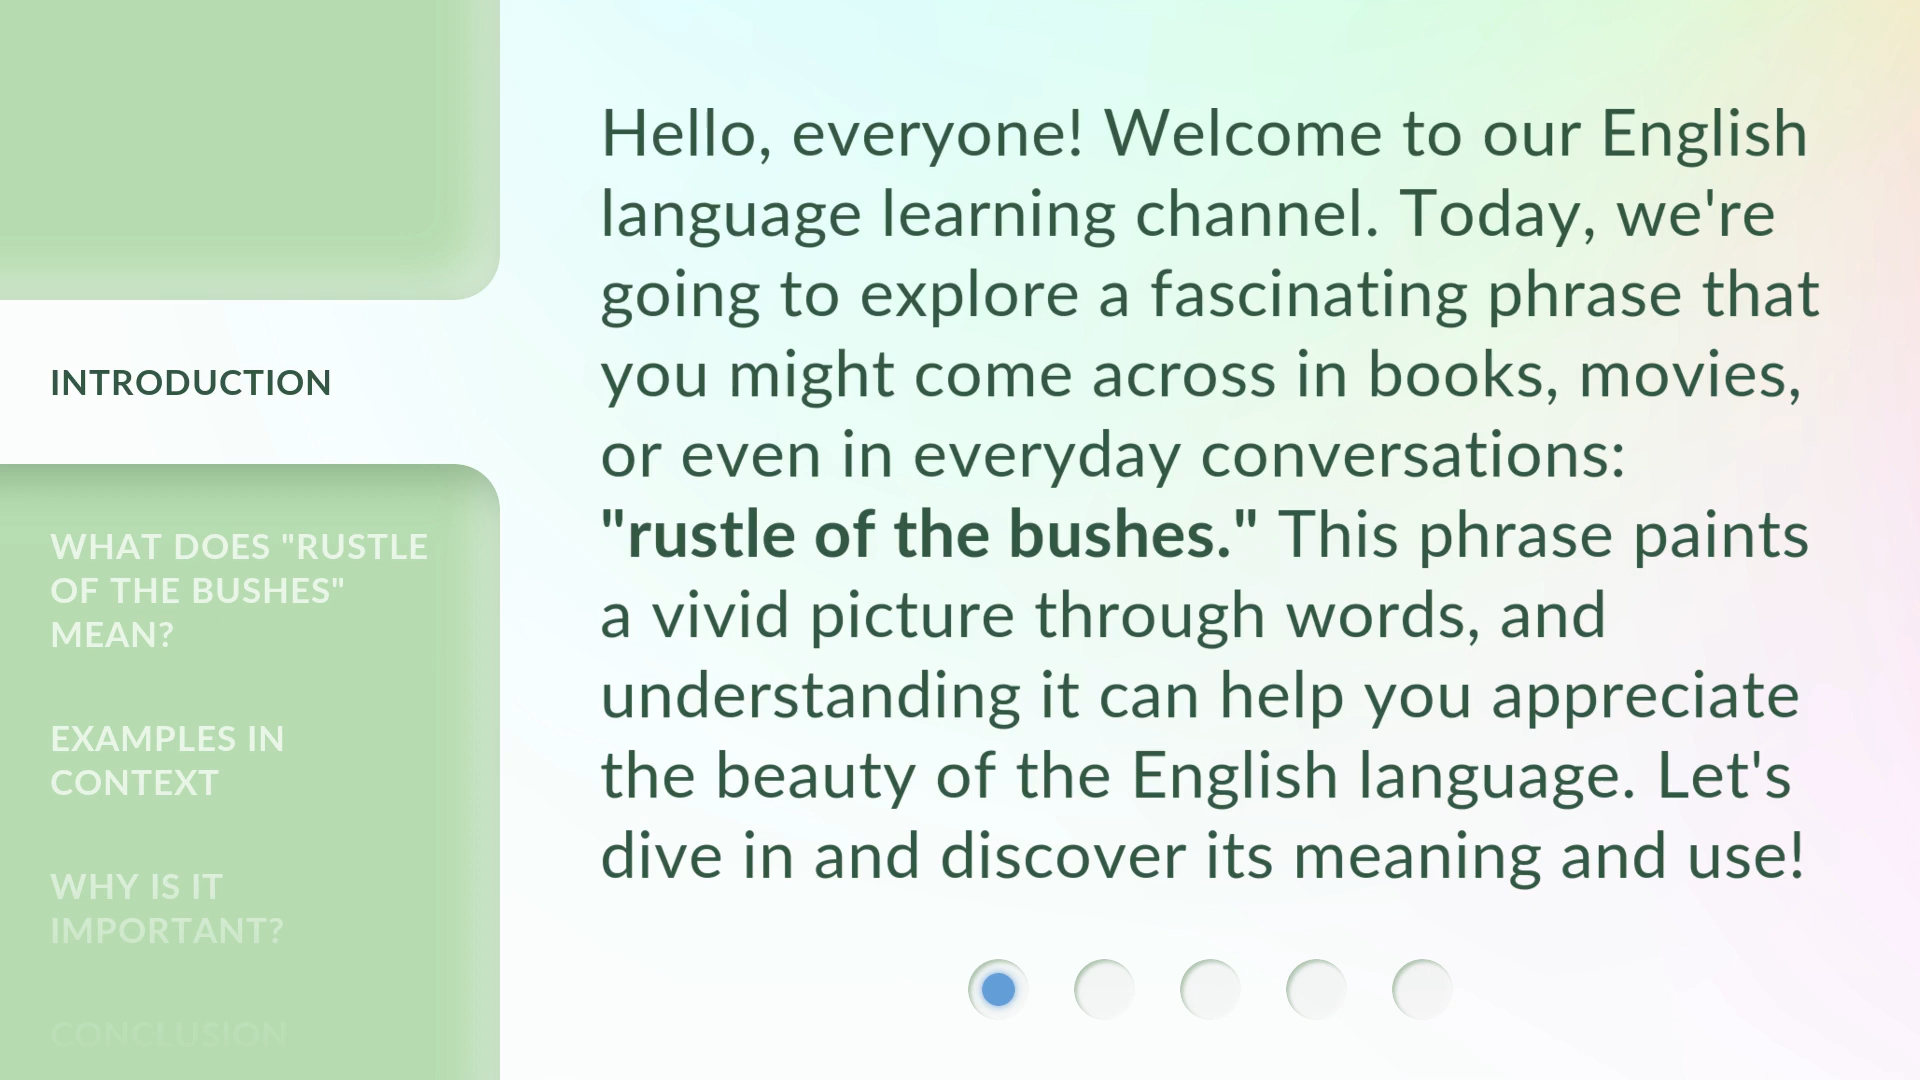 INTRODUCTION
WHAT DOES "RUSTLE
OF THE BUSHES"
MEAN?
EXAMPLES IN
CONTEXT
WHY IS IT
IMPORTANT?
CONCLUSION
Hello, everyone! Welcome to our English
language learning channel. Today, we're
going to explore a fascinating phrase that
you might come across in books, movies,
or even in everyday conversations:
"rustle of the bushes." This phrase paints
a vivid picture through words, and
understanding it can help you appreciate
the beauty of the English language. Let's
dive in and discover its meaning and use!